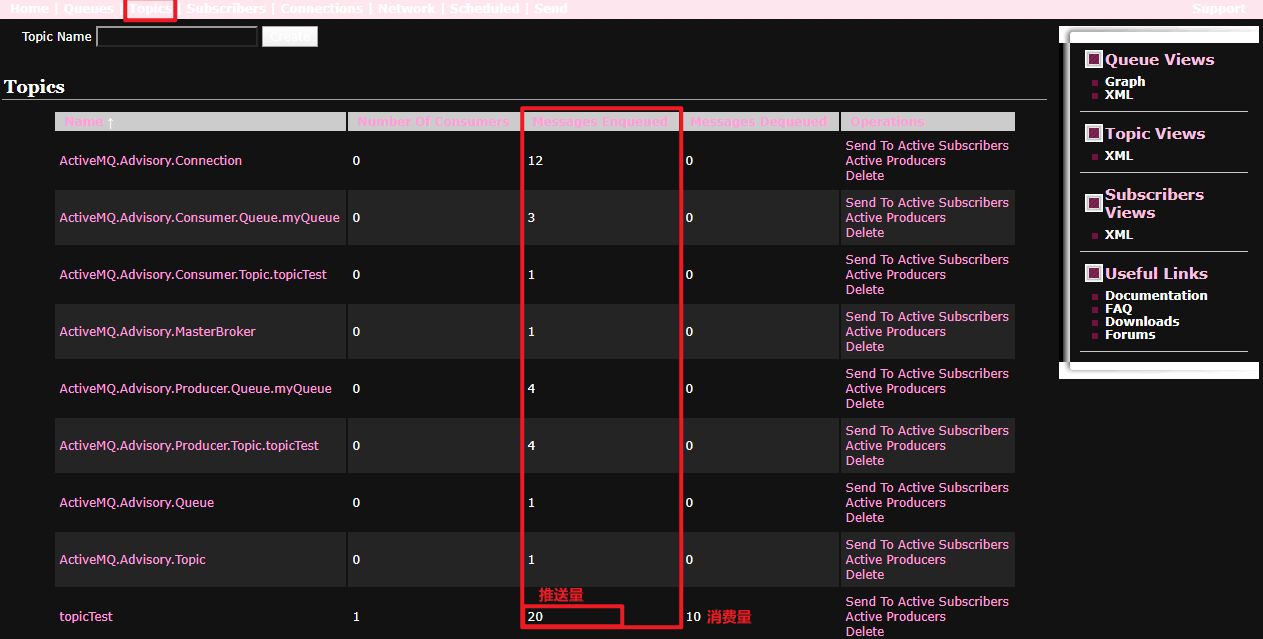 Home | Queues | Topics | Subscribers | Connections | Network | Scheduled | Send
Support
Topic Name
Create
Topics
Name ↑ Number Of Consumers Messages Enqueued Messages Dequeued Operations
ActiveMQ.Advisory.Connection 0 12 0 Send To Active Subscribers
Active Producers
Delete
ActiveMQ.Advisory.Consumer.Queue.myQueue 0 3 0 Send To Active Subscribers
Active Producers
Delete
ActiveMQ.Advisory.Consumer.Topic.topicTest 0 1 0 Send To Active Subscribers
Active Producers
Delete
ActiveMQ.Advisory.MasterBroker 0 1 0 Send To Active Subscribers
Active Producers
Delete
ActiveMQ.Advisory.Producer.Queue.myQueue 0 4 0 Send To Active Subscribers
Active Producers
Delete
ActiveMQ.Advisory.Producer.Topic.topicTest 0 4 0 Send To Active Subscribers
Active Producers
Delete
ActiveMQ.Advisory.Queue 0 1 0 Send To Active Subscribers
Active Producers
Delete
ActiveMQ.Advisory.Topic 0 1 0 Send To Active Subscribers
Active Producers
Delete
推送量
topicTest 1 20 10 消费量 Send To Active Subscribers
Active Producers
Delete
Queue Views
Graph
XML
Topic Views
XML
Subscribers
Views
XML
Useful Links
Documentation
FAQ
Downloads
Forums